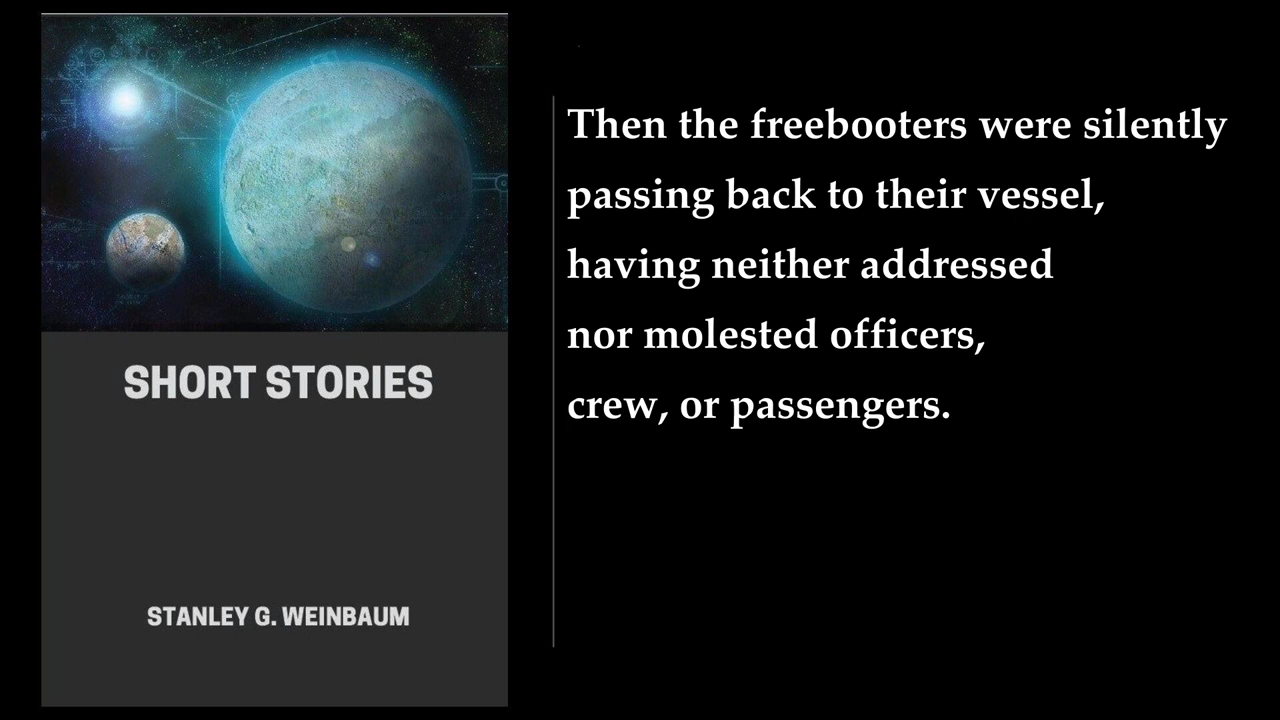 SHORT STORIES
STANLEY G. WEINBAUM
Then the freebooters were silently
passing back to their vessel,
having neither addressed
nor molested officers,
crew, or passengers.